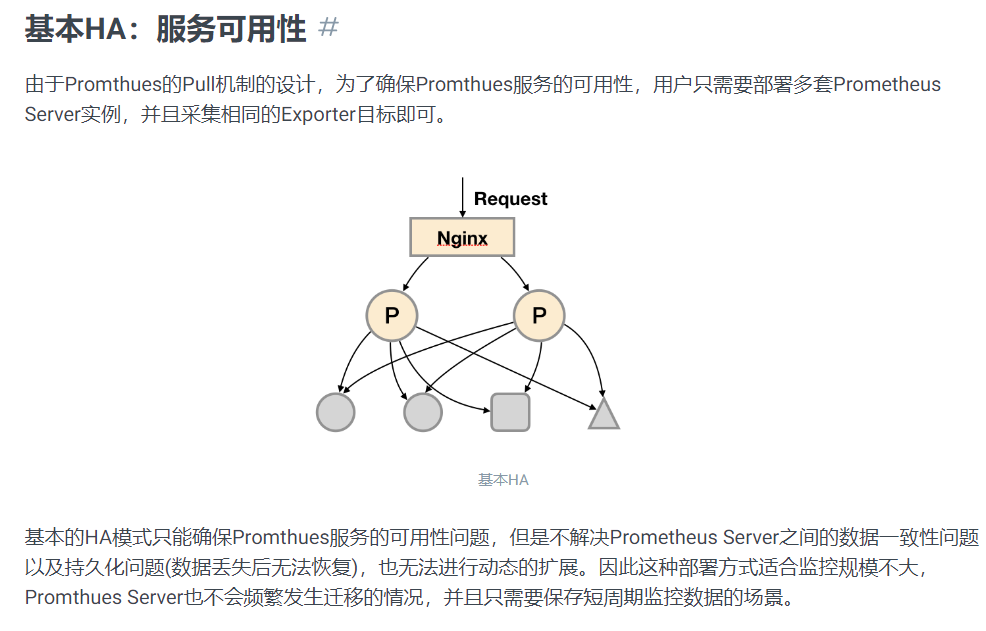 基本HA：服务可用性 #
由于Promthues的Pull机制的设计，为了确保Promthues服务的可用性，用户只需要部署多套Prometheus
Server实例，并且采集相同的Exporter目标即可。
Request
Nginx
P
P
基本HA
基本的HA模式只能确保Promthues服务的可用性问题，但是不解决Prometheus Server之间的数据一致性问题
以及持久化问题(数据丢失后无法恢复)，也无法进行动态的扩展。因此这种部署方式适合监控规模不大，
Promthues Server也不会频繁发生迁移的情况，并且只需要保存短周期监控数据的场景。